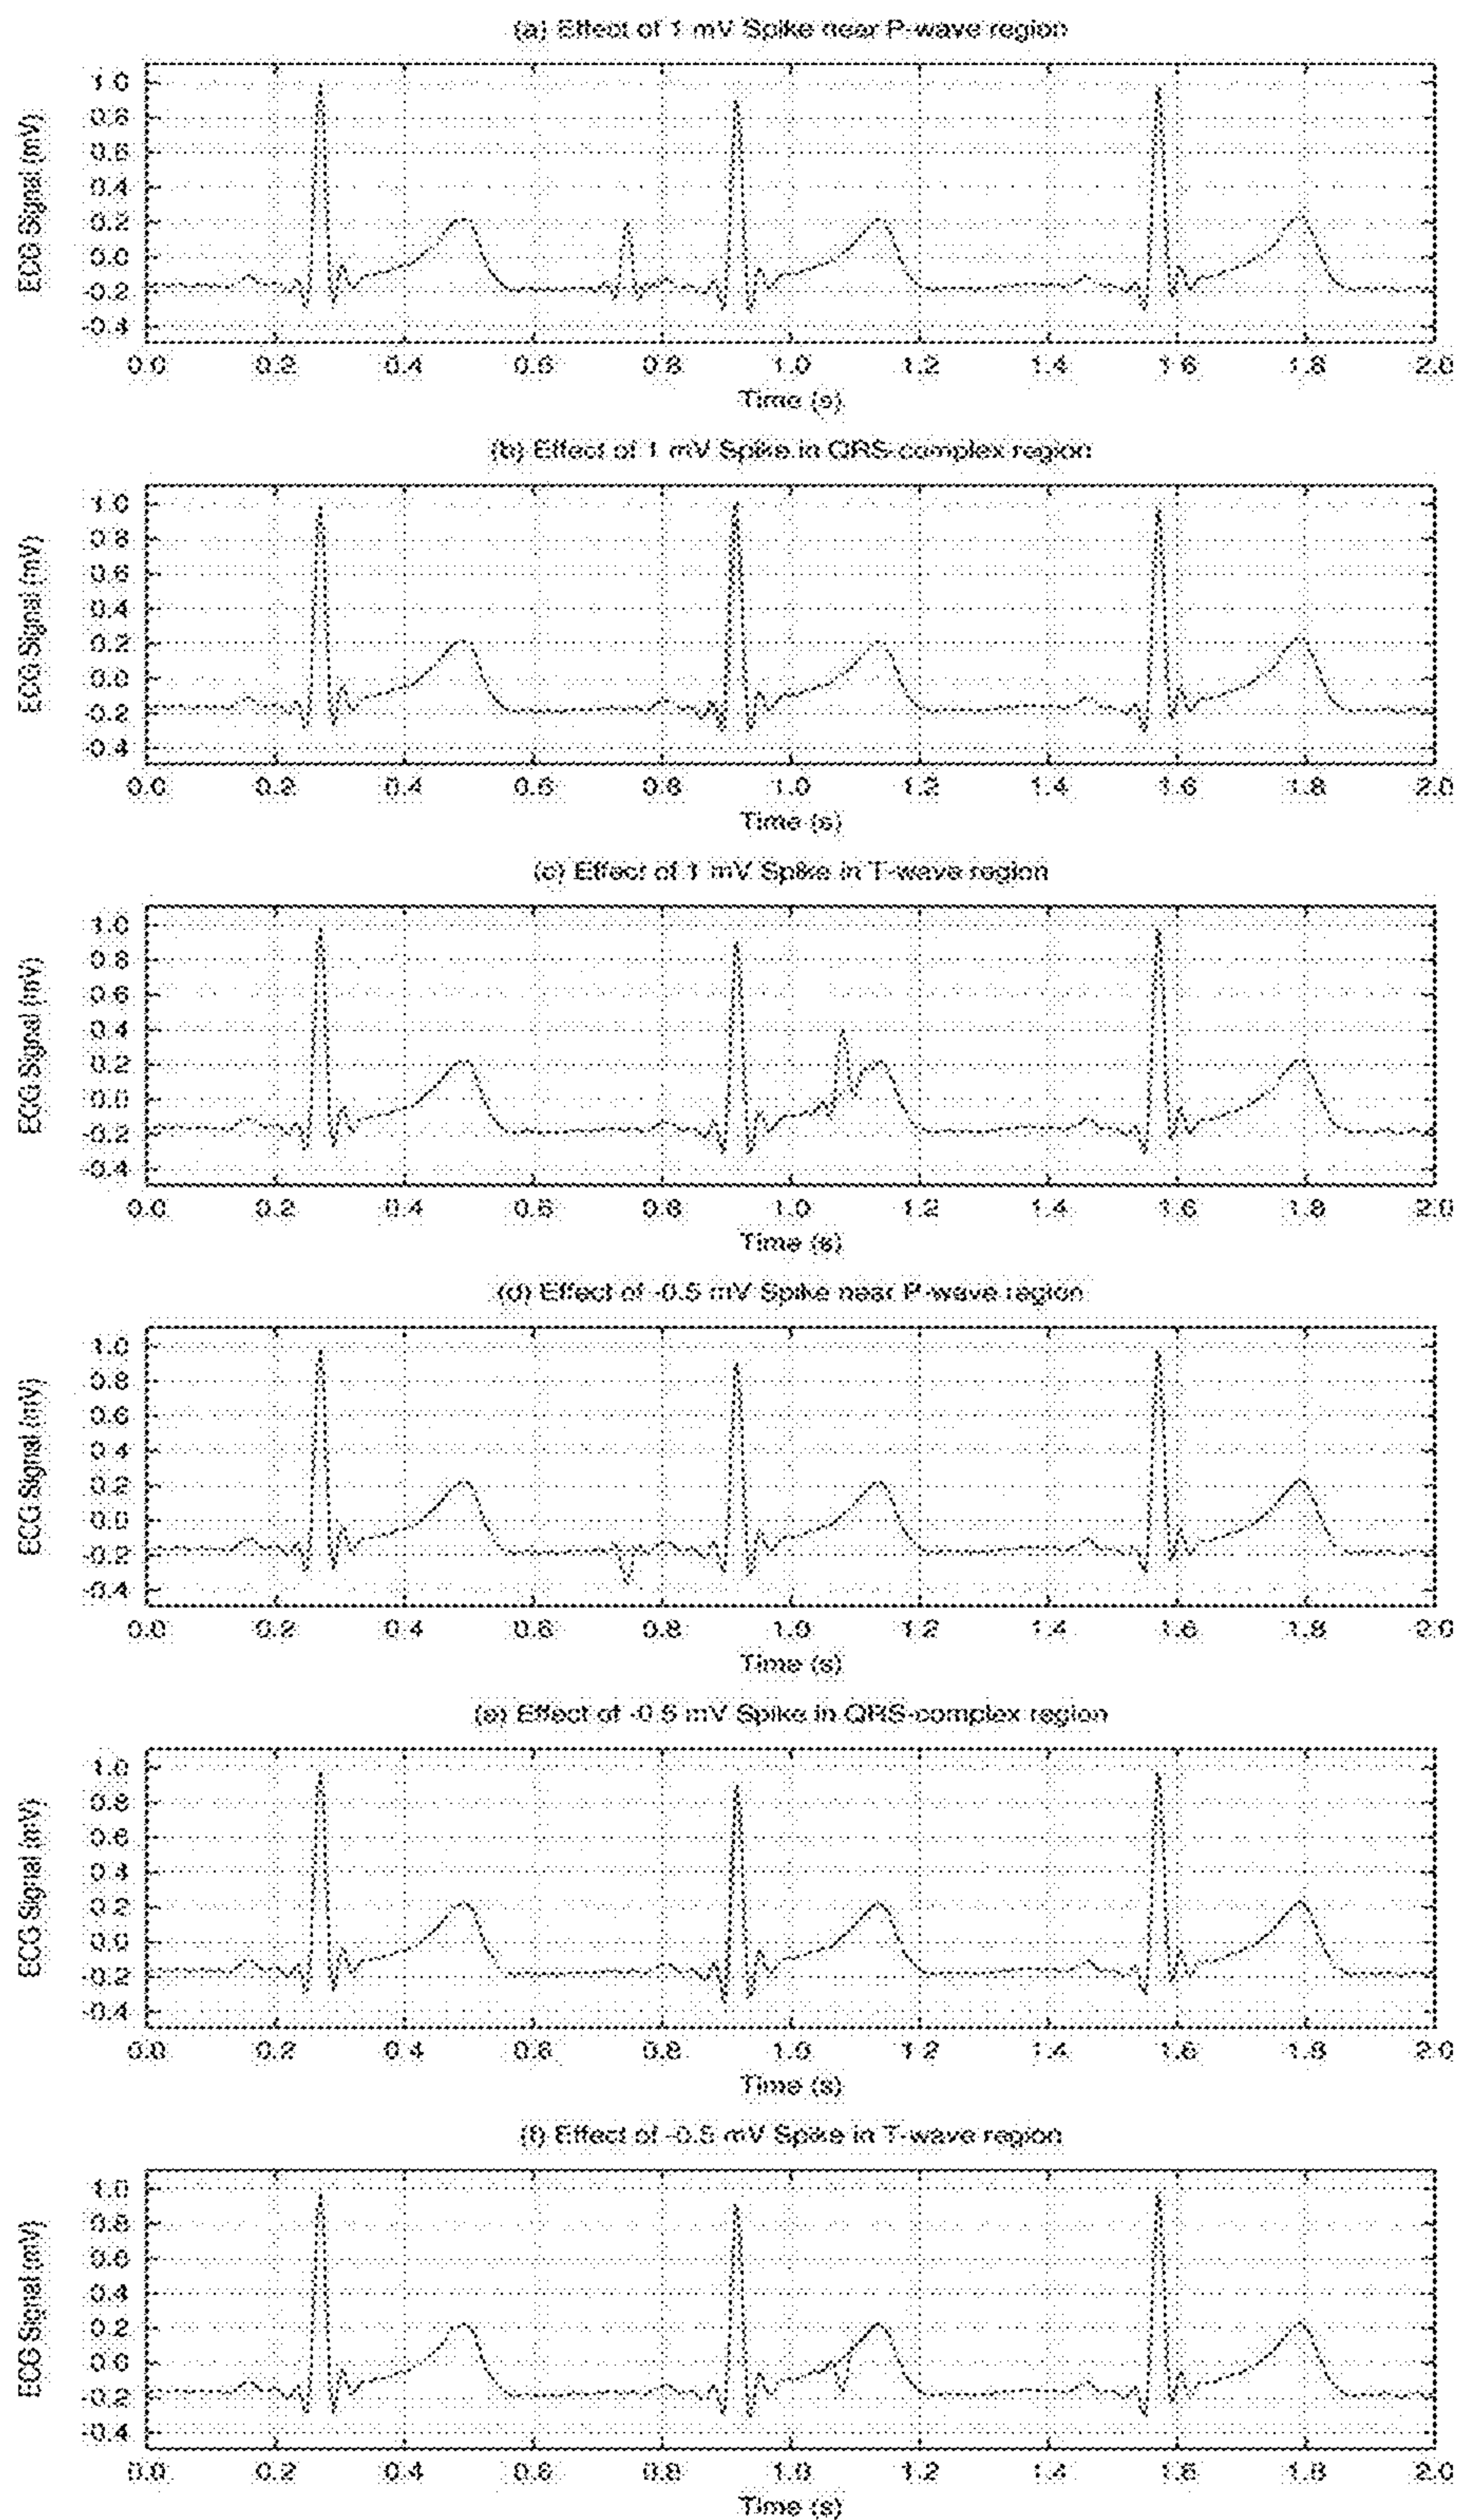 (a) Effect of 1 mV Spike near P-wave region
ECG Signal (mV)
1.0
0.8
0.6
0.4
0.2
0.0
-0.2
-0.4
0.0 0.2 0.4 0.6 0.8 1.0 1.2 1.4 1.6 1.8 2.0
Time (s)
(b) Effect of 1 mV Spike in QRS-complex region
ECG Signal (mV)
1.0
0.8
0.6
0.4
0.2
0.0
-0.2
-0.4
0.0 0.2 0.4 0.6 0.8 1.0 1.2 1.4 1.6 1.8 2.0
Time (s)
(c) Effect of 1 mV Spike in T-wave region
ECG Signal (mV)
1.0
0.8
0.6
0.4
0.2
0.0
-0.2
-0.4
0.0 0.2 0.4 0.6 0.8 1.0 1.2 1.4 1.6 1.8 2.0
Time (s)
(d) Effect of -0.5 mV Spike near P-wave region
ECG Signal (mV)
1.0
0.8
0.6
0.4
0.2
0.0
-0.2
-0.4
0.0 0.2 0.4 0.6 0.8 1.0 1.2 1.4 1.6 1.8 2.0
Time (s)
(e) Effect of -0.5 mV Spike in QRS-complex region
ECG Signal (mV)
1.0
0.8
0.6
0.4
0.2
0.0
-0.2
-0.4
0.0 0.2 0.4 0.6 0.8 1.0 1.2 1.4 1.6 1.8 2.0
Time (s)
(f) Effect of -0.5 mV Spike in T-wave region
ECG Signal (mV)
1.0
0.8
0.6
0.4
0.2
0.0
-0.2
-0.4
0.0 0.2 0.4 0.6 0.8 1.0 1.2 1.4 1.6 1.8 2.0
Time (s)